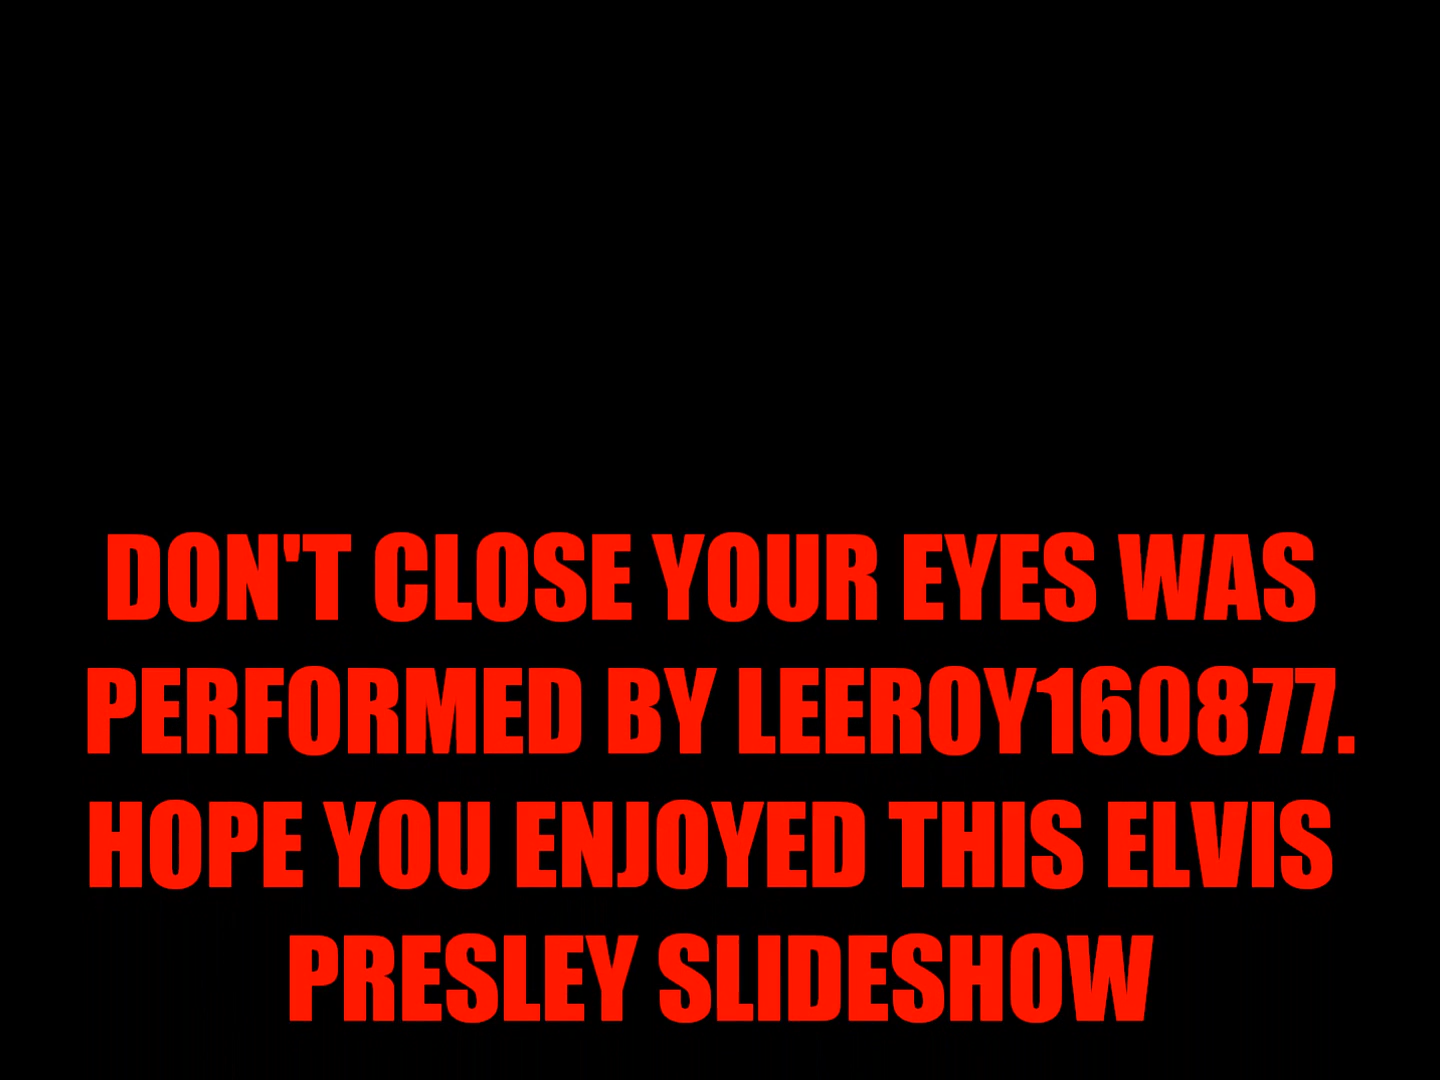 DON'T CLOSE YOUR EYES WAS
PERFORMED BY LEEROY160877.
HOPE YOU ENJOYED THIS ELVIS
PRESLEY SLIDESHOW